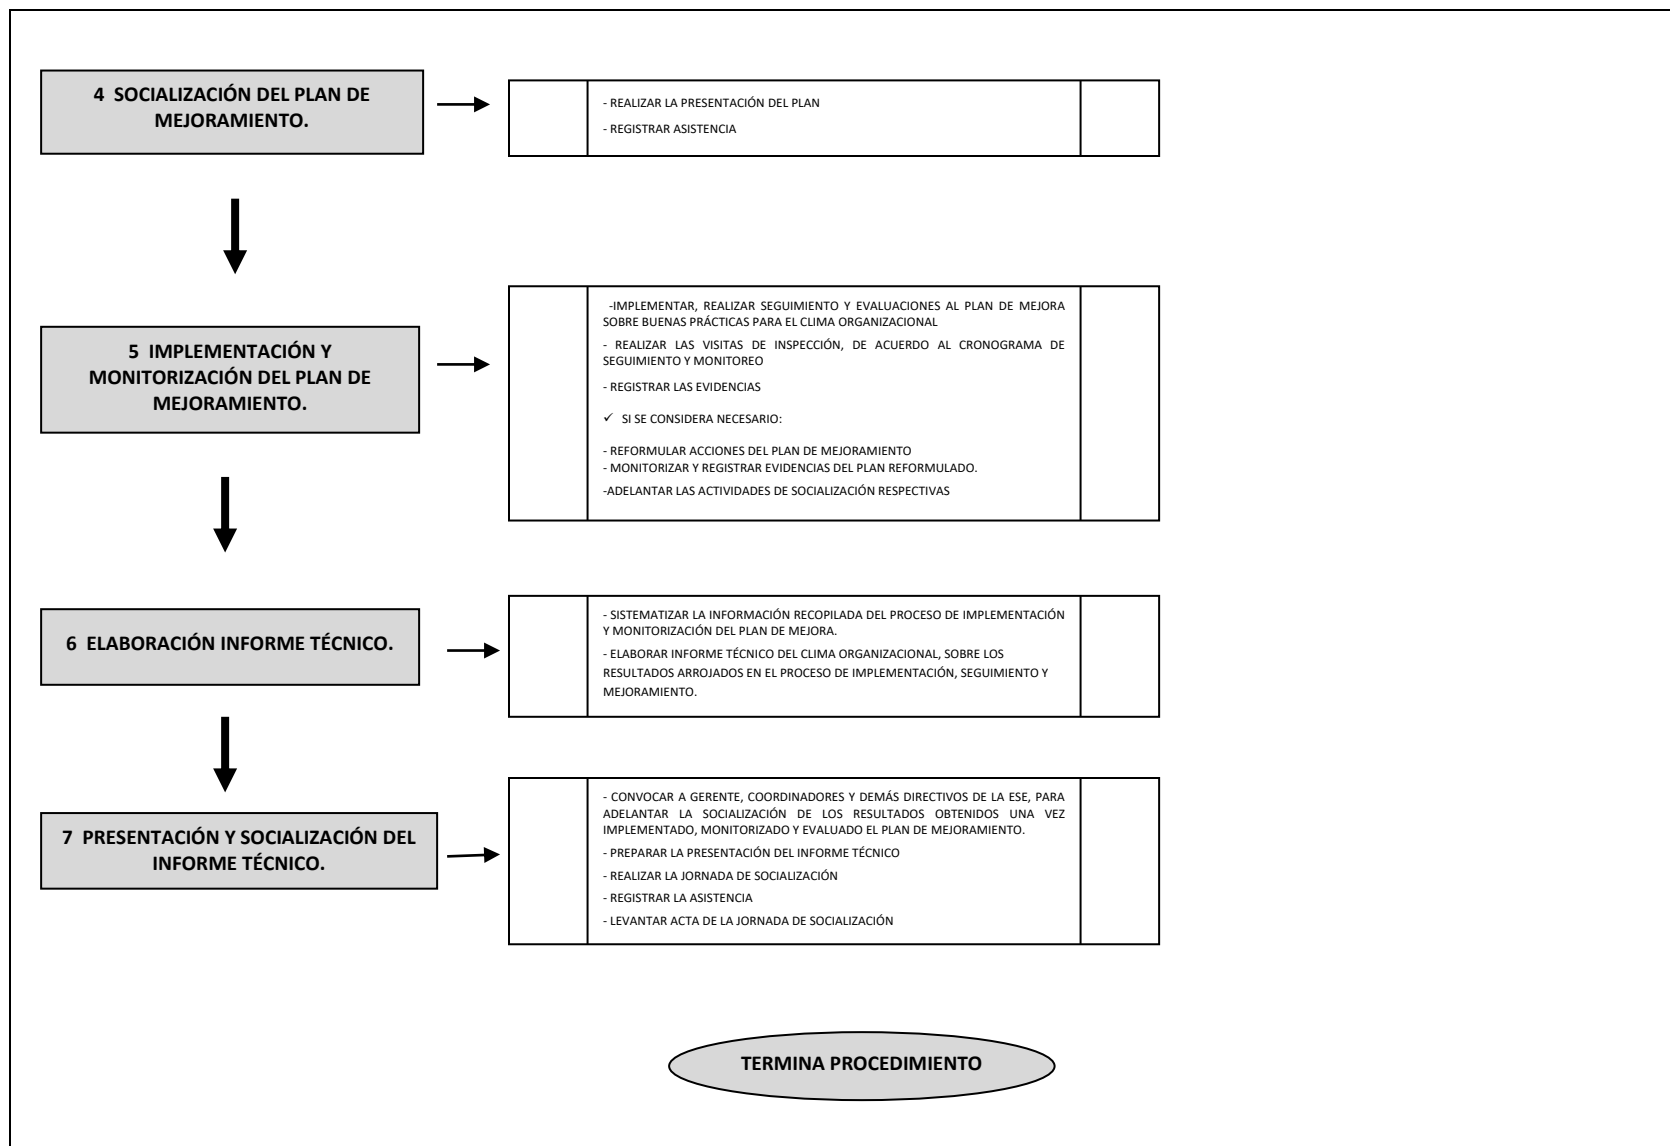 4 SOCIALIZACIÓN DEL PLAN DE
MEJORAMIENTO.
- REALIZAR LA PRESENTACIÓN DEL PLAN
- REGISTRAR ASISTENCIA
5 IMPLEMENTACIÓN Y
MONITORIZACIÓN DEL PLAN DE
MEJORAMIENTO.
-IMPLEMENTAR, REALIZAR SEGUIMIENTO Y EVALUACIONES AL PLAN DE MEJORA
SOBRE BUENAS PRÁCTICAS PARA EL CLIMA ORGANIZACIONAL
- REALIZAR LAS VISITAS DE INSPECCIÓN, DE ACUERDO AL CRONOGRAMA DE
SEGUIMIENTO Y MONITOREO
- REGISTRAR LAS EVIDENCIAS
✓ SI SE CONSIDERA NECESARIO:
- REFORMULAR ACCIONES DEL PLAN DE MEJORAMIENTO
- MONITORIZAR Y REGISTRAR EVIDENCIAS DEL PLAN REFORMULADO.
-ADELANTAR LAS ACTIVIDADES DE SOCIALIZACIÓN RESPECTIVAS
6 ELABORACIÓN INFORME TÉCNICO.
- SISTEMATIZAR LA INFORMACIÓN RECOPILADA DEL PROCESO DE IMPLEMENTACIÓN
Y MONITORIZACIÓN DEL PLAN DE MEJORA.
- ELABORAR INFORME TÉCNICO DEL CLIMA ORGANIZACIONAL, SOBRE LOS
RESULTADOS ARROJADOS EN EL PROCESO DE IMPLEMENTACIÓN, SEGUIMIENTO Y
MEJORAMIENTO.
7 PRESENTACIÓN Y SOCIALIZACIÓN DEL
INFORME TÉCNICO.
- CONVOCAR A GERENTE, COORDINADORES Y DEMÁS DIRECTIVOS DE LA ESE, PARA
ADELANTAR LA SOCIALIZACIÓN DE LOS RESULTADOS OBTENIDOS UNA VEZ
IMPLEMENTADO, MONITORIZADO Y EVALUADO EL PLAN DE MEJORAMIENTO.
- PREPARAR LA PRESENTACIÓN DEL INFORME TÉCNICO
- REALIZAR LA JORNADA DE SOCIALIZACIÓN
- REGISTRAR LA ASISTENCIA
- LEVANTAR ACTA DE LA JORNADA DE SOCIALIZACIÓN
TERMINA PROCEDIMIENTO